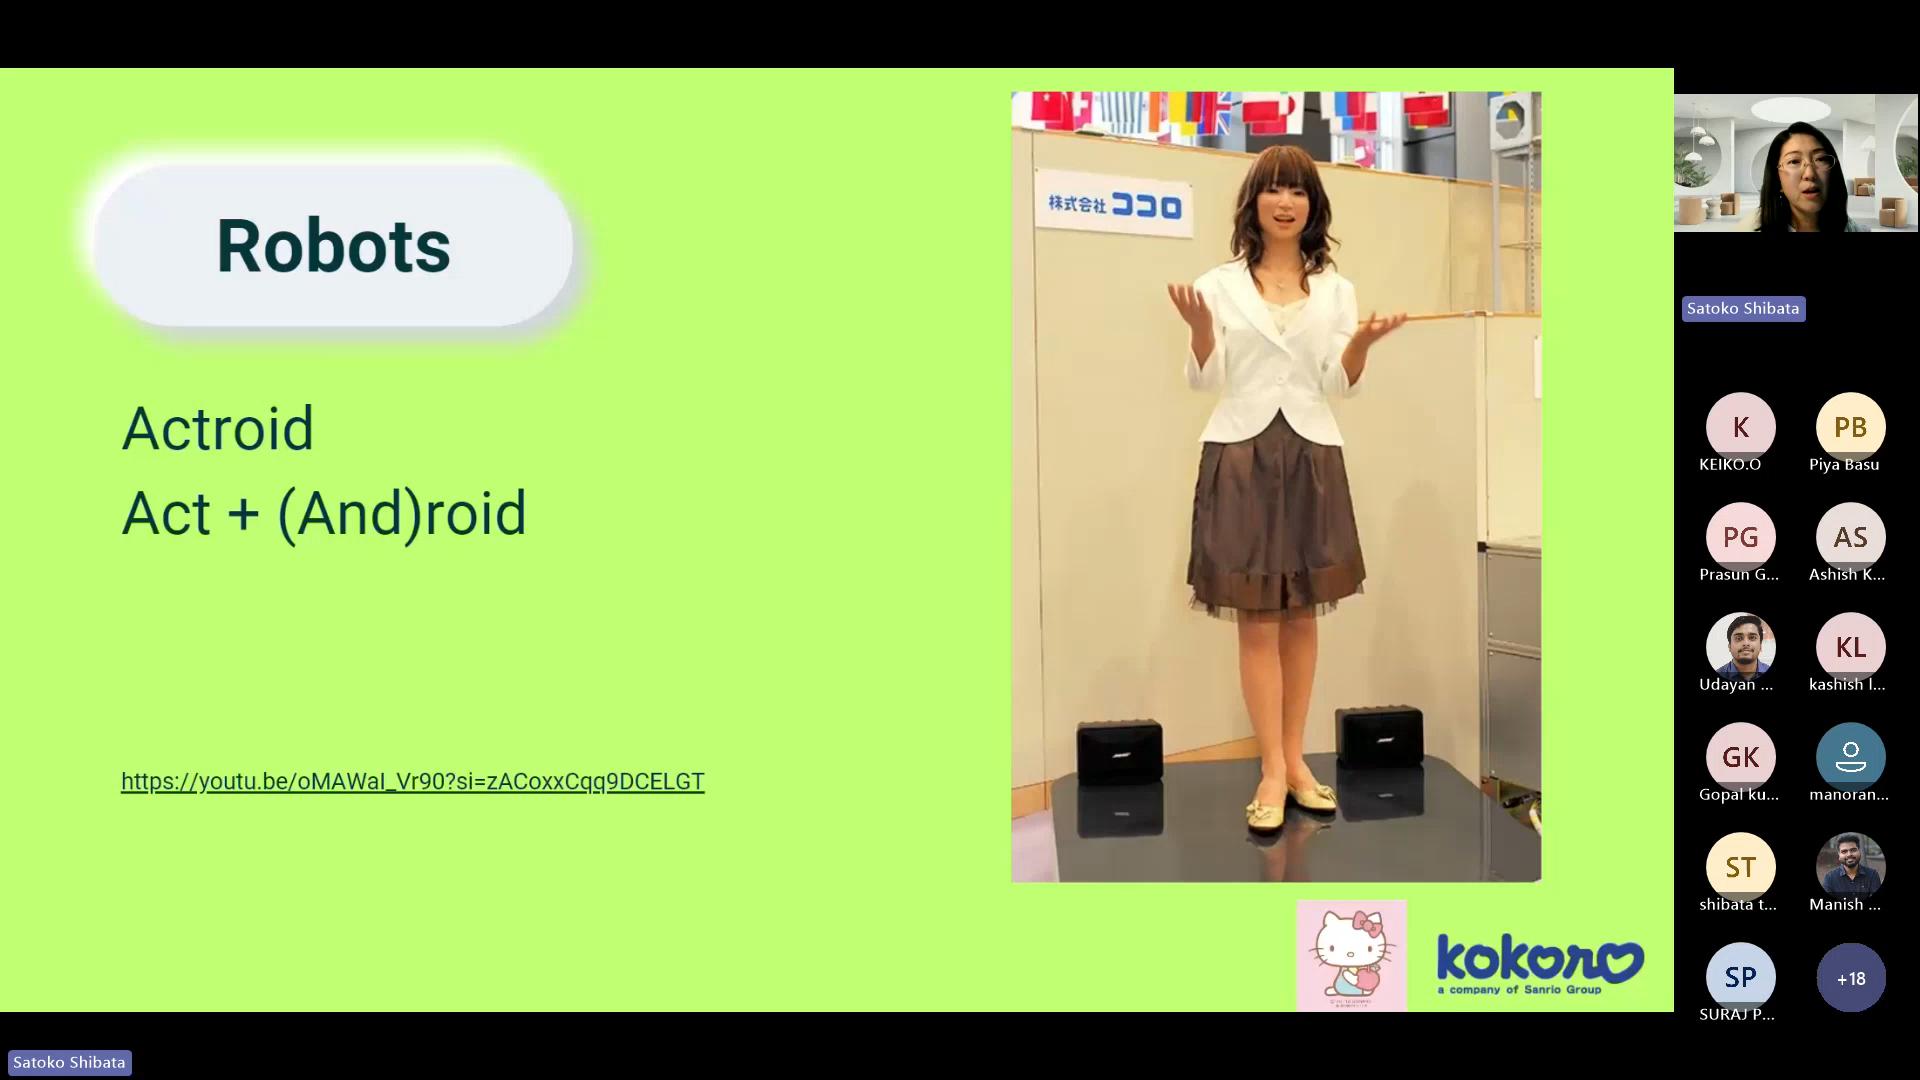 Robots
Actroid
Act + (And)roid
https://youtu.be/oMAWaI_Vr90?si=zACoxxCqq9DCELGT
株式会社 ココロ
BOSE
kokoro
a company of Sanrio Group
Satoko Shibata
K
KEIKO.O
PB
Piya Basu
PG
Prasun G...
AS
Ashish K...
Udayan ...
KL
kashish l...
GK
Gopal ku...
manoran...
ST
shibata t...
Manish ...
SP
SURAJ P...
+18
Satoko Shibata